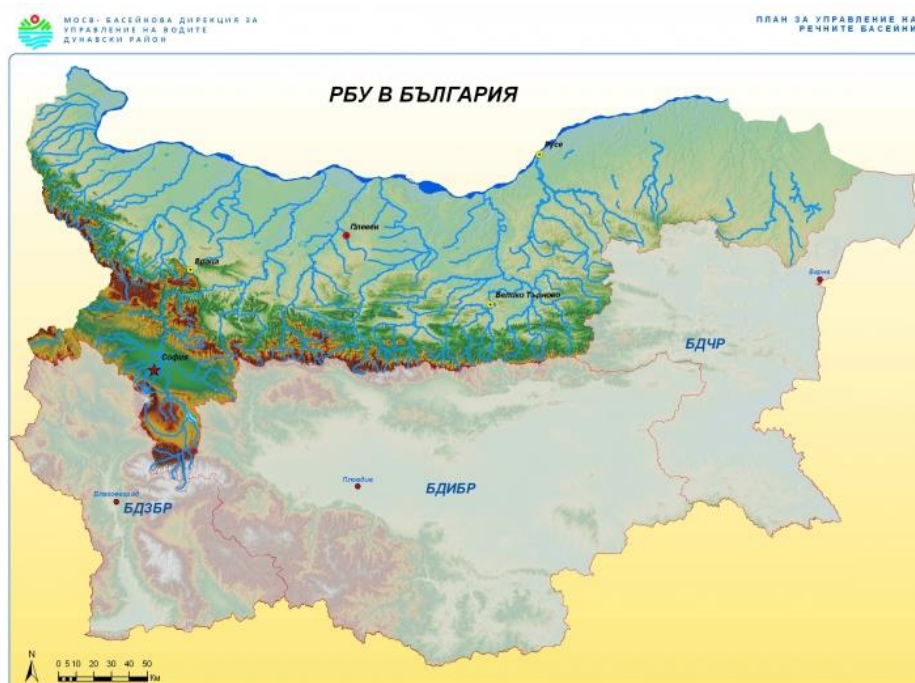 МОСВ- БАСЕЙНОВА ДИРЕКЦИЯ ЗА
УПРАВЛЕНИЕ НА ВОДИТЕ
ДУНАВСКИ РАЙОН
ПЛАН ЗА УПРАВЛЕНИЕ НА
РЕЧНИТЕ БАСЕЙНИ
РБУ В БЪЛГАРИЯ
Русе
Плевен
Враца
Велико Търново
Варна
София
БДЧР
Пловдив
Благоевград
БДЗБР
БДИБР
N
0 5 10 20 30 40 50
Км